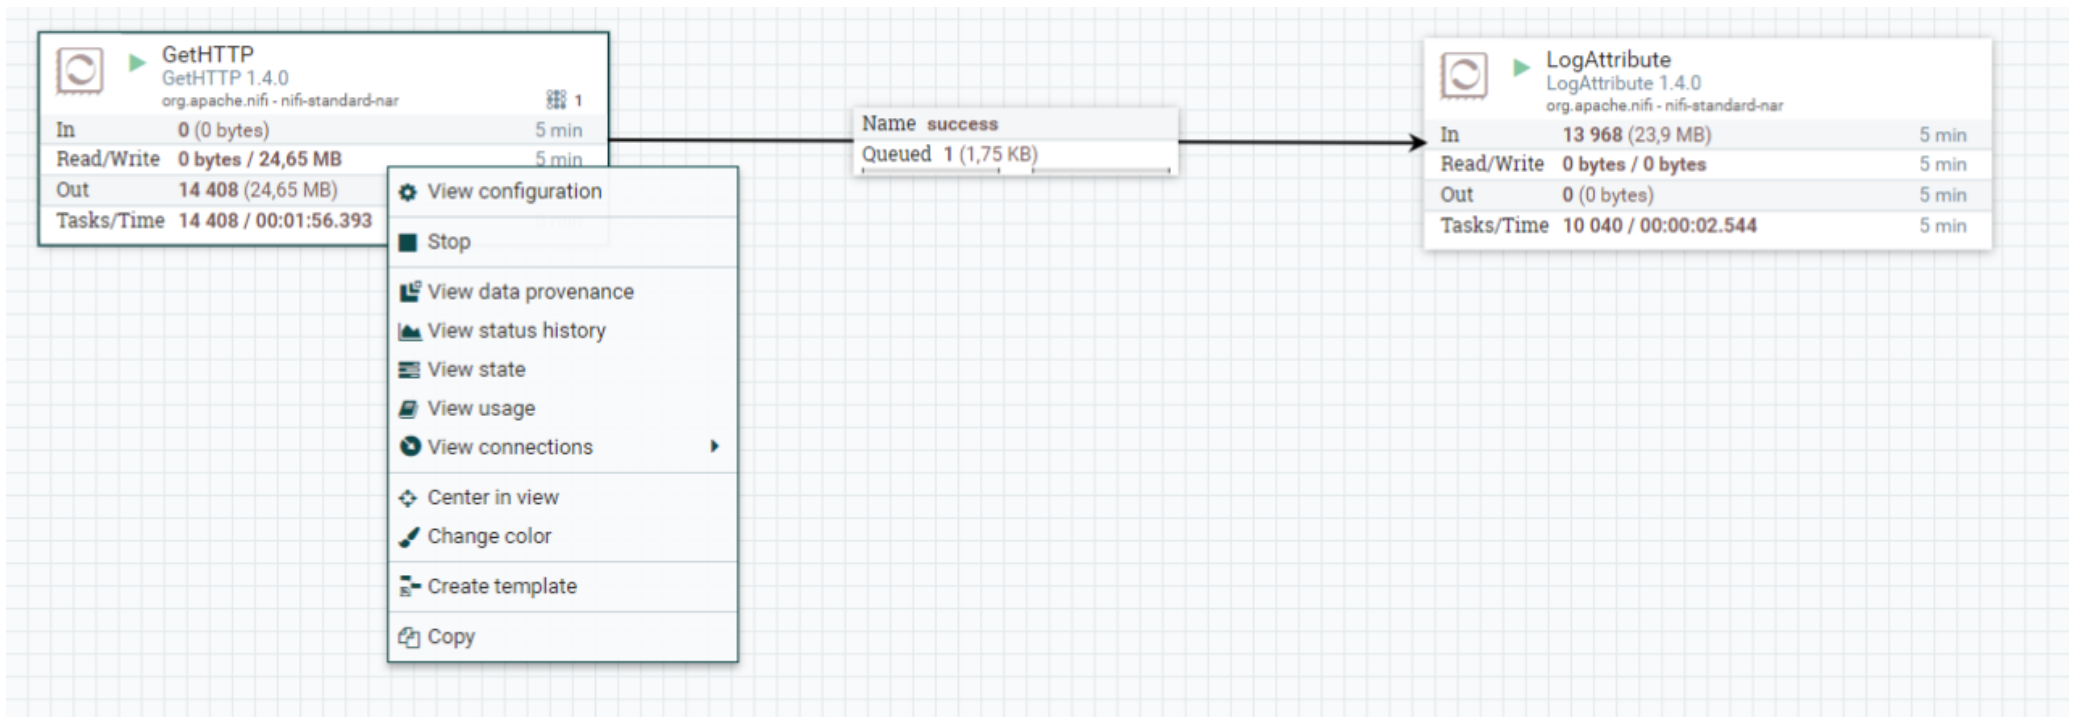 GetHTTP
GetHTTP 1.4.0
org.apache.nifi - nifi-standard-nar
1
In 0 (0 bytes) 5 min
Read/Write 0 bytes / 24,65 MB 5 min
Out 14 408 (24,65 MB)
Tasks/Time 14 408 / 00:01:56.393
View configuration
Stop
View data provenance
View status history
View state
View usage
View connections
Center in view
Change color
Create template
Copy
Name success
Queued 1 (1,75 KB)
LogAttribute
LogAttribute 1.4.0
org.apache.nifi - nifi-standard-nar
In 13 968 (23,9 MB) 5 min
Read/Write 0 bytes / 0 bytes 5 min
Out 0 (0 bytes) 5 min
Tasks/Time 10 040 / 00:00:02.544 5 min